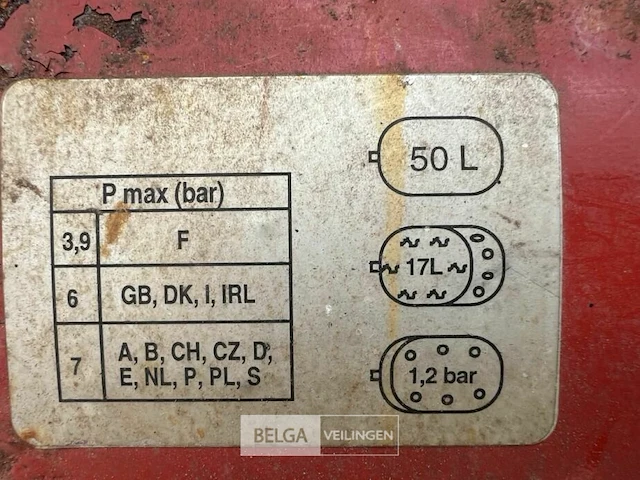 P max (bar)
3,9 F
6 GB, DK, I, IRL
7 A, B, CH, CZ, D,
E, NL, P, PL, S
50 L
17L
1,2 bar
BELGA VEILINGEN